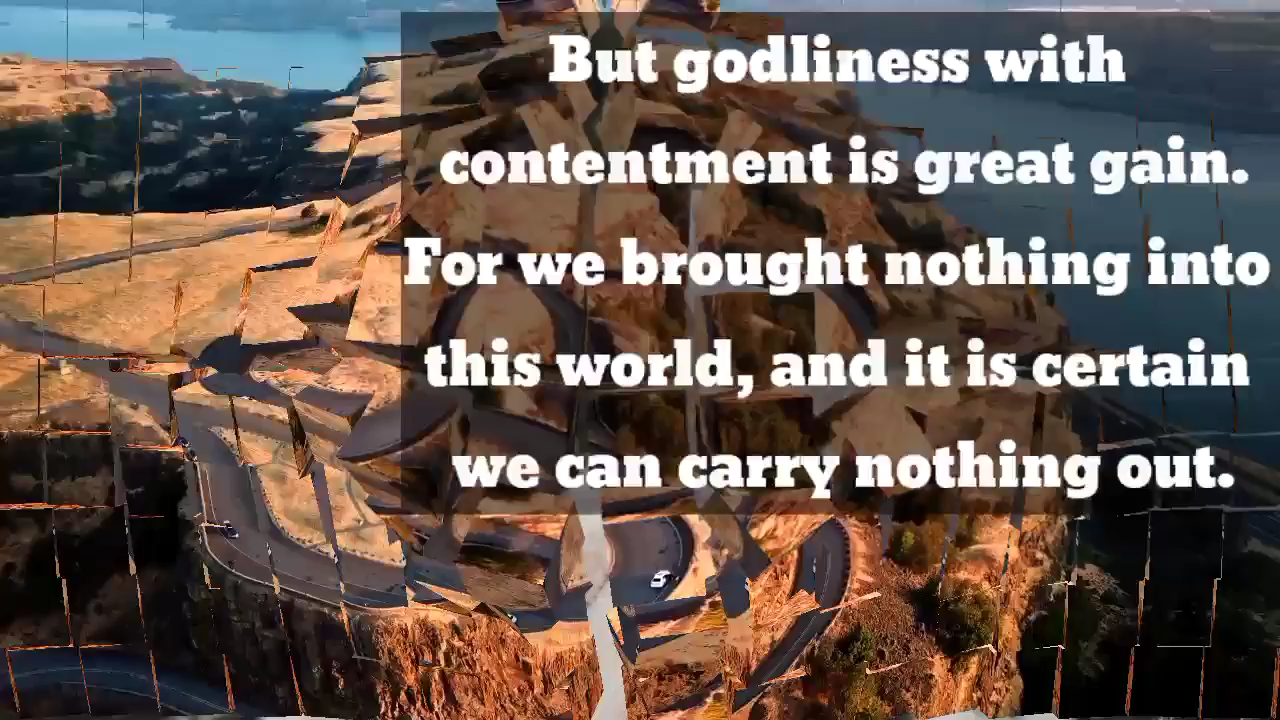 But godliness with
contentment is great gain.
For we brought nothing into
this world, and it is certain
we can carry nothing out.